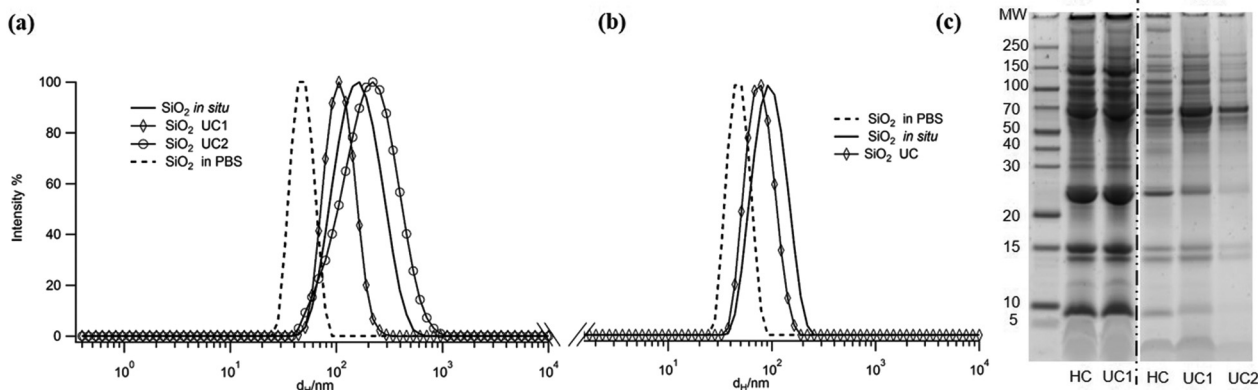 (a)
(b)
(c)
Intensity %
100
80
60
40
20
0
SiO2 in situ
SiO2 UC1
SiO2 UC2
SiO2 in PBS
10^0
10^1
10^2
10^3
10^4
dH/nm
SiO2 in PBS
SiO2 in situ
SiO2 UC
10^1
10^2
10^3
10^4
dH/nm
MW
250
150
100
70
50
40
30
20
15
10
5
HC UC1 HC UC1 UC2